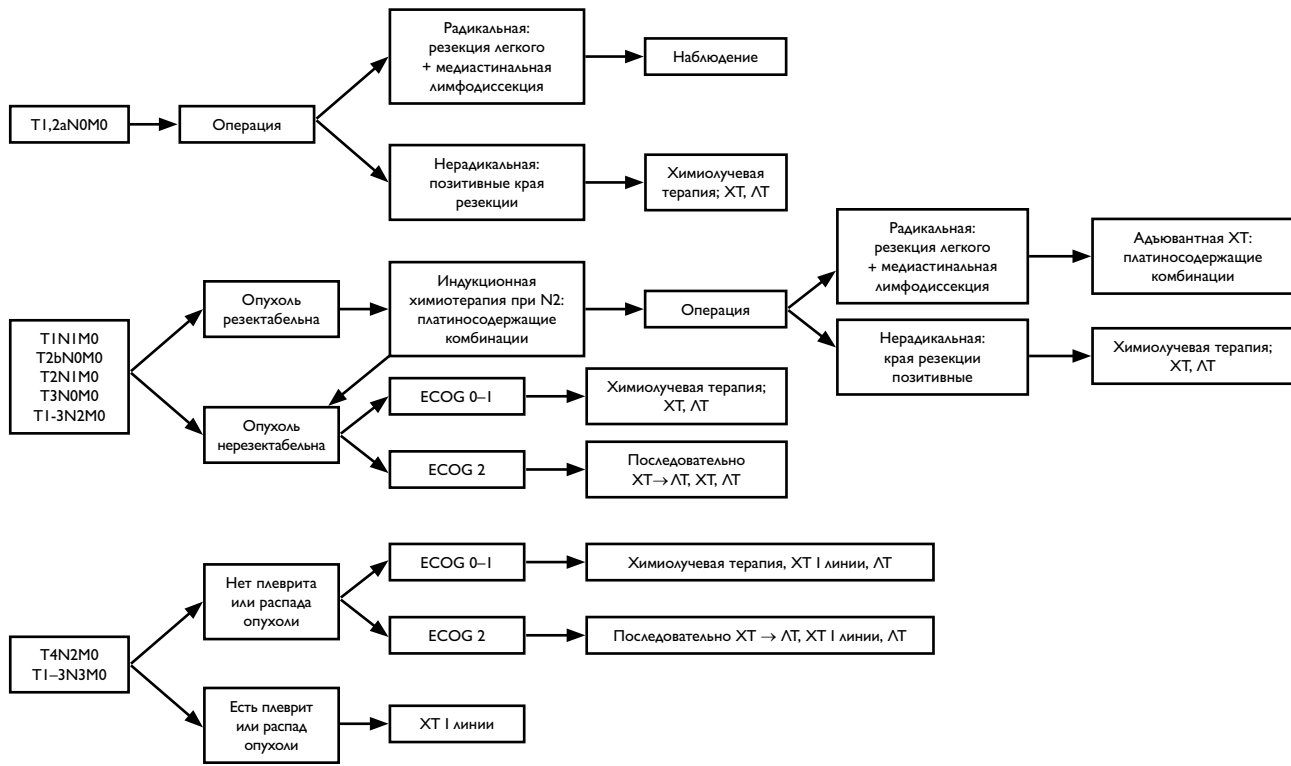 T1,2aN0M0
Операция
Радикальная:
резекция легкого
+ медиастинальная
лимфодиссекция
Наблюдение
Нерадикальная:
позитивные края
резекции
Химиолучевая
терапия; ХТ, ЛТ
T1N1M0
T2bN0M0
T2N1M0
T3N0M0
T1-3N2M0
Опухоль
резектабельна
Индукционная
химиотерапия при N2:
платиносодержащие
комбинации
Операция
Радикальная:
резекция легкого
+ медиастинальная
лимфодиссекция
Адъювантная ХТ:
платиносодержащие
комбинации
Нерадикальная:
края резекции
позитивные
Химиолучевая терапия;
ХТ, ЛТ
Опухоль
нерезектабельна
ECOG 0–1
Химиолучевая терапия;
ХТ, ЛТ
ECOG 2
Последовательно
ХТ→ЛТ, ХТ, ЛТ
T4N2M0
T1–3N3M0
Нет плеврита
или распада
опухоли
ECOG 0–1
Химиолучевая терапия, ХТ I линии, ЛТ
ECOG 2
Последовательно ХТ → ЛТ, ХТ I линии, ЛТ
Есть плеврит
или распад
опухоли
ХТ I линии